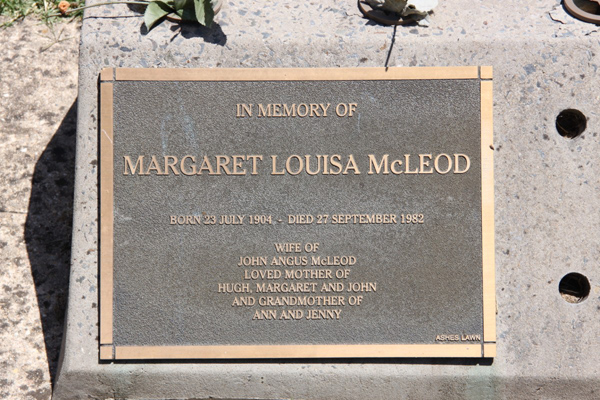 IN MEMORY OF
MARGARET LOUISA McLEOD
BORN 23 JULY 1904. - DIED 27 SEPTEMBER 1982
WIFE OF
JOHN ANGUS McLEOD
LOVED MOTHER OF
HUGH, MARGARET AND JOHN
AND GRANDMOTHER OF
ANN AND JENNY
ASHES LAWN